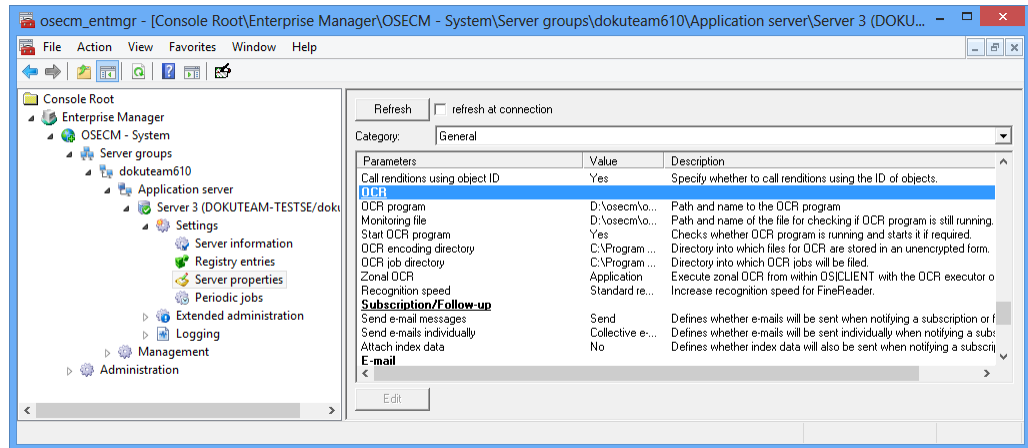 osecm_entmgr - [Console Root\Enterprise Manager\OSECM - System\Server groups\dokuteam610\Application server\Server 3 (DOKU...
File Action View Favorites Window Help
Console Root
Enterprise Manager
OSECM - System
Server groups
dokuteam610
Application server
Server 3 (DOKUTEAM-TESTSE/doku
Settings
Server information
Registry entries
Server properties
Periodic jobs
Extended administration
Logging
Management
Administration
Refresh refresh at connection
Category: General
Parameters Value Description
Call renditions using object ID Yes Specify whether to call renditions using the ID of objects.
OCR
OCR program D:\osecm\o... Path and name to the OCR program
Monitoring file D:\osecm\o... Path and name of the file for checking if OCR program is still running.
Start OCR program Yes Checks whether OCR program is running and starts it if required.
OCR encoding directory C:\Program ... Directory into which files for OCR are stored in an unencrypted form.
OCR job directory C:\Program ... Directory into which OCR jobs will be filed.
Zonal OCR Application Execute zonal OCR from within OS|CLIENT with the OCR executor o
Recognition speed Standard re... Increase recognition speed for FineReader.
Subscription/Follow-up
Send e-mail messages Send Defines whether e-mails will be sent when notifying a subscription or f
Send e-mails individually Collective e-... Defines whether e-mails will be sent individually when notifying a subs
Attach index data No Defines whether index data will also be sent when notifying a subscrip
E-mail
Edit